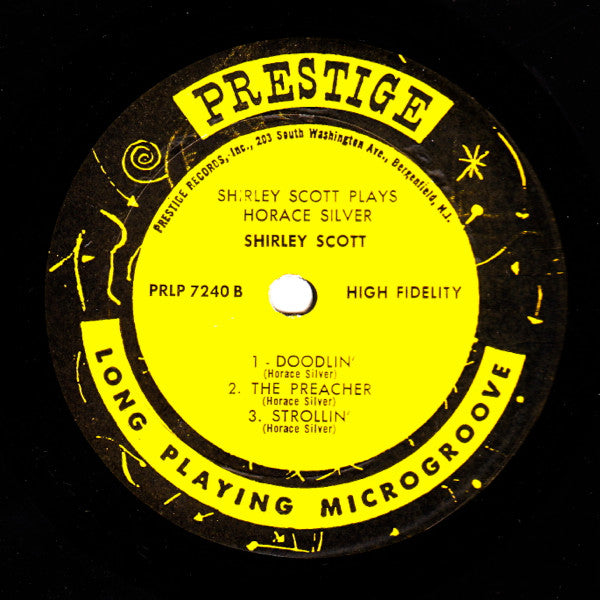 PRESTIGE
PRESTIGE RECORDS, Inc., 203 South Washington Ave., Bergenfield, N.J.
SHIRLEY SCOTT PLAYS
HORACE SILVER
SHIRLEY SCOTT
PRLP 7240 B
HIGH FIDELITY
1 - DOODLIN'
(Horace Silver)
2. THE PREACHER
(Horace Silver)
3. STROLLIN'
(Horace Silver)
LONG PLAYING MICROGROOVE